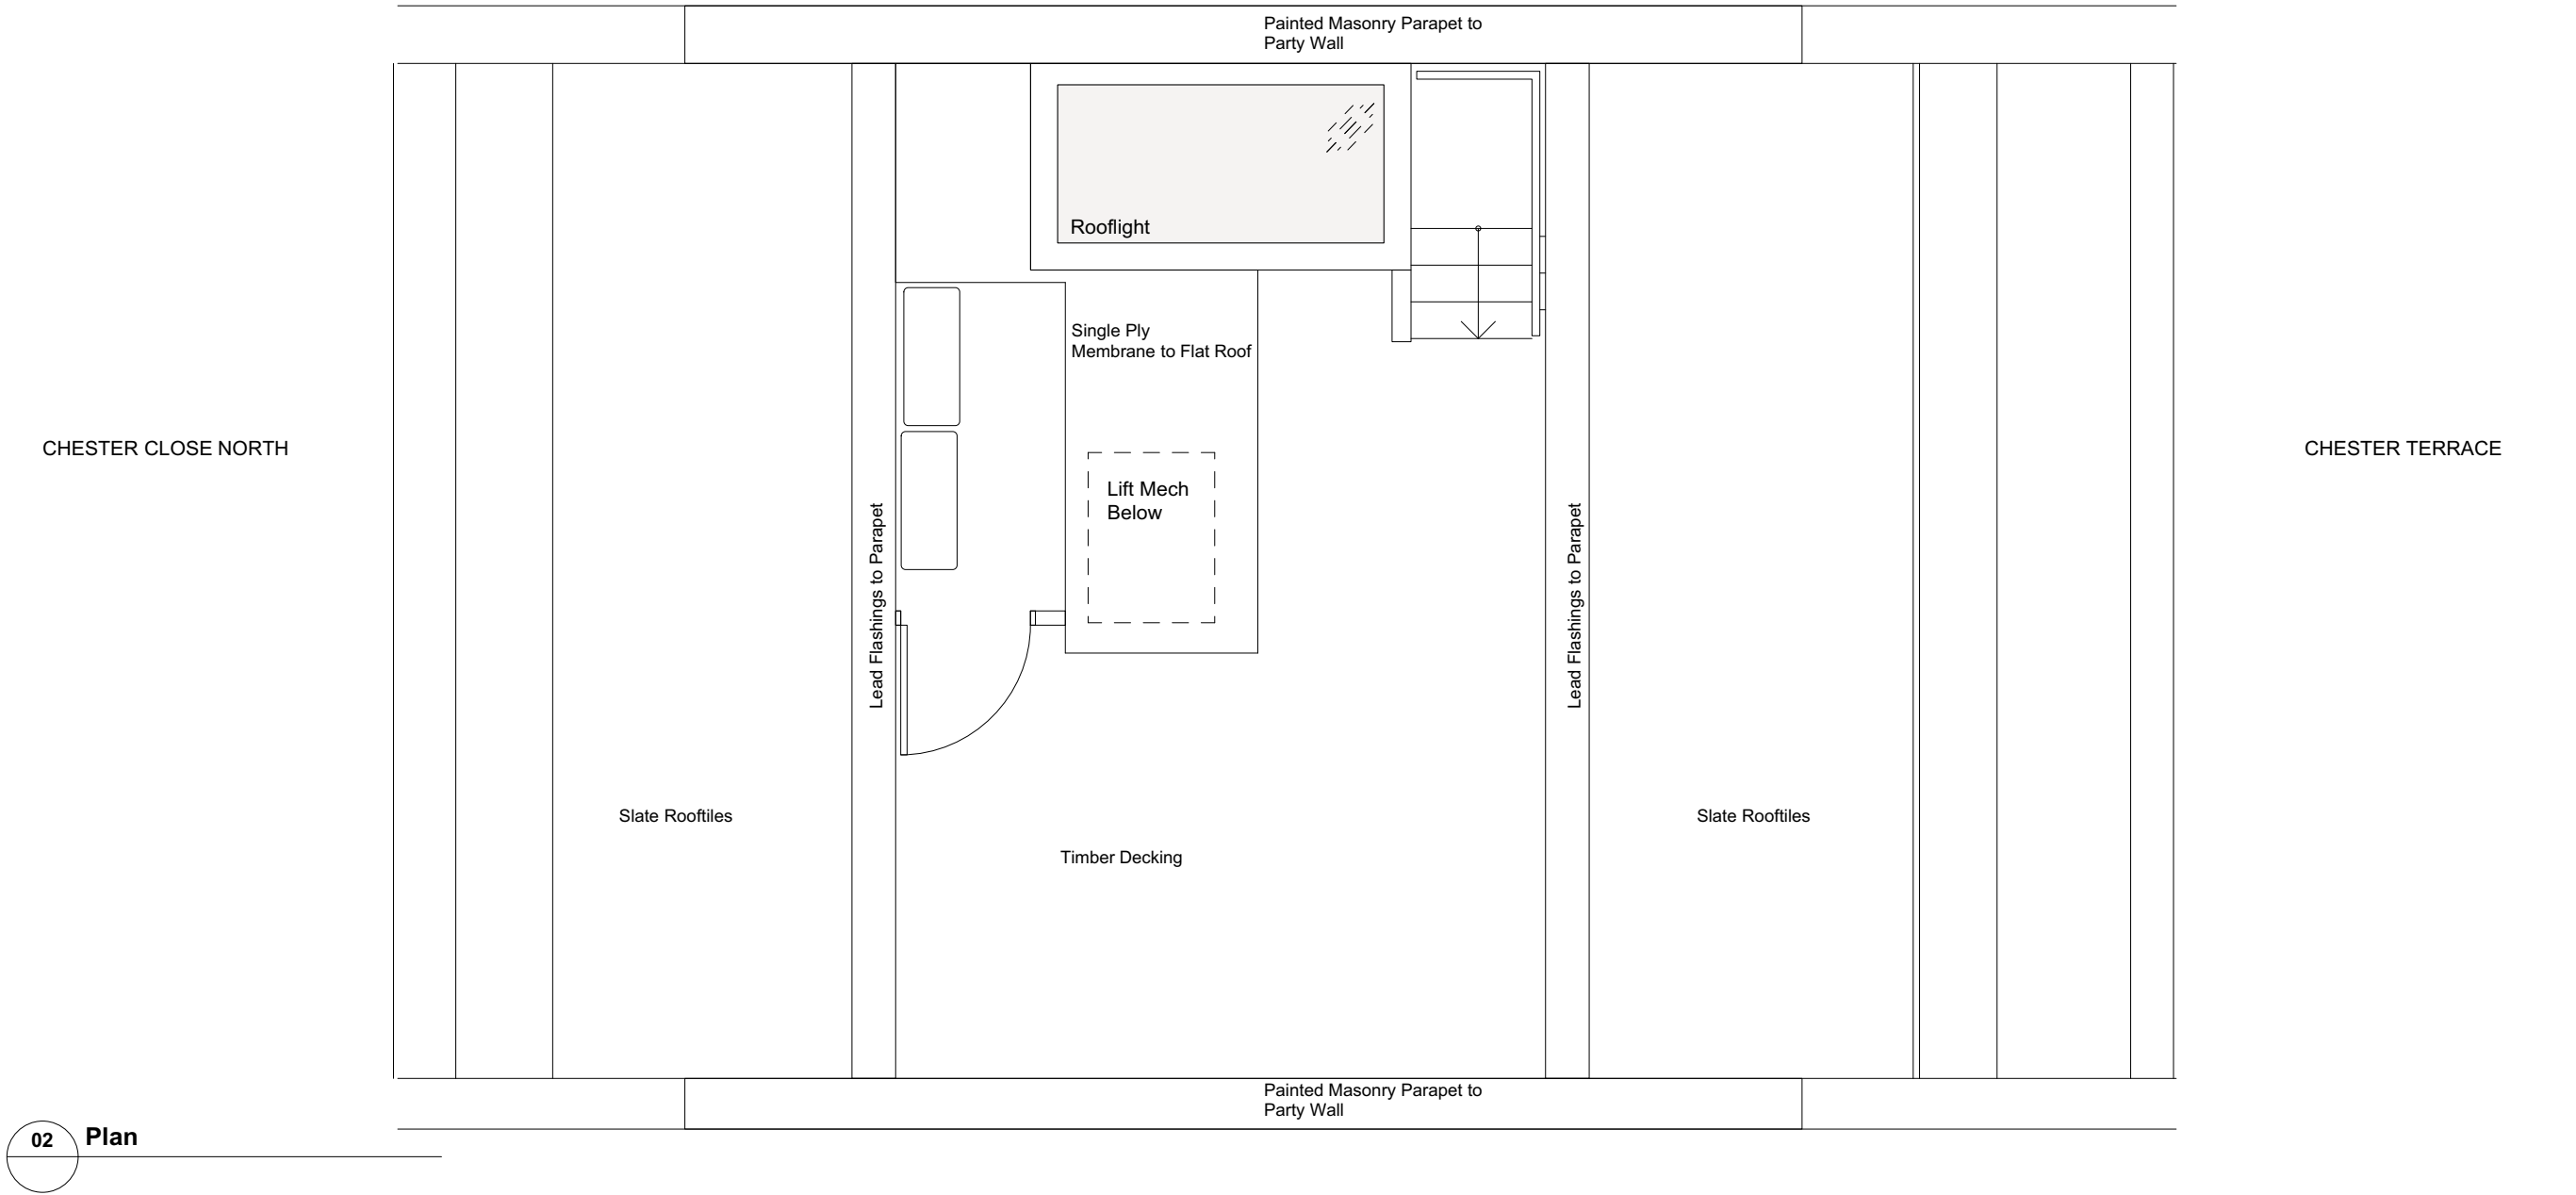 Painted Masonry Parapet to
Party Wall
Rooflight
Single Ply
Membrane to Flat Roof
CHESTER CLOSE NORTH
CHESTER TERRACE
Lift Mech
Below
Lead Flashings to Parapet
Lead Flashings to Parapet
Slate Rooftiles
Slate Rooftiles
Timber Decking
Painted Masonry Parapet to
Party Wall
02 Plan